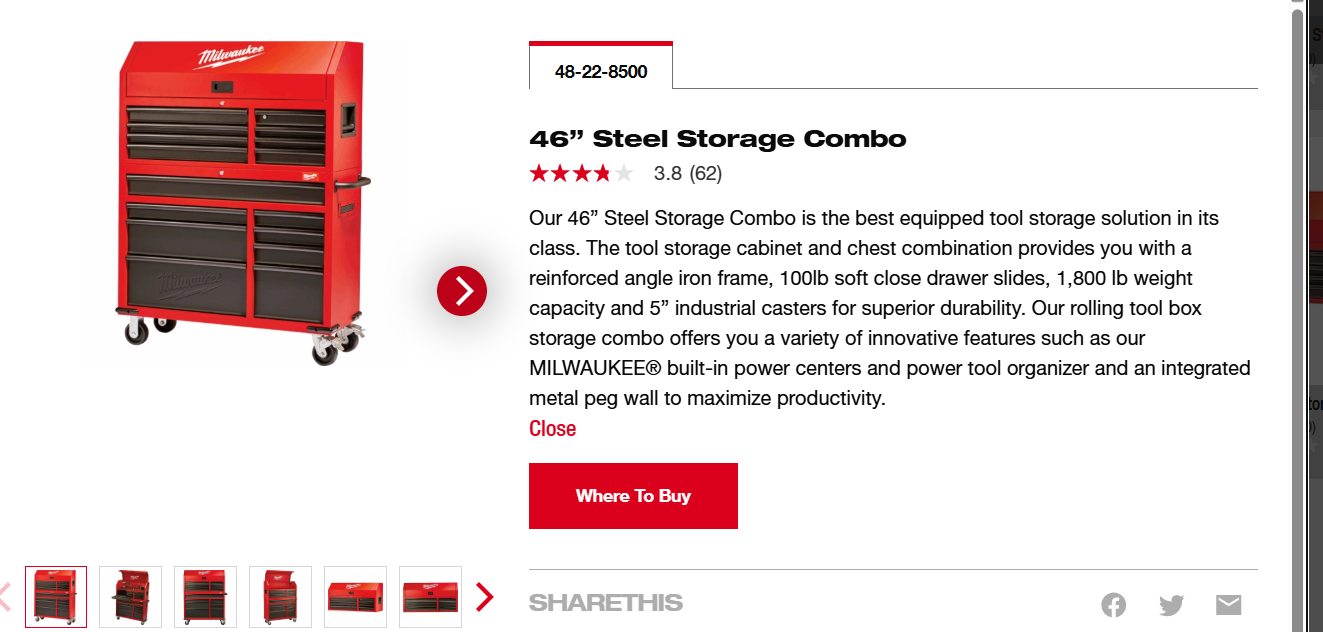 Milwaukee
48-22-8500
46” Steel Storage Combo
3.8 (62)
Our 46” Steel Storage Combo is the best equipped tool storage solution in its
class. The tool storage cabinet and chest combination provides you with a
reinforced angle iron frame, 100lb soft close drawer slides, 1,800 lb weight
capacity and 5” industrial casters for superior durability. Our rolling tool box
storage combo offers you a variety of innovative features such as our
MILWAUKEE® built-in power centers and power tool organizer and an integrated
metal peg wall to maximize productivity.
Close
Where To Buy
SHARETHIS
Milwaukee